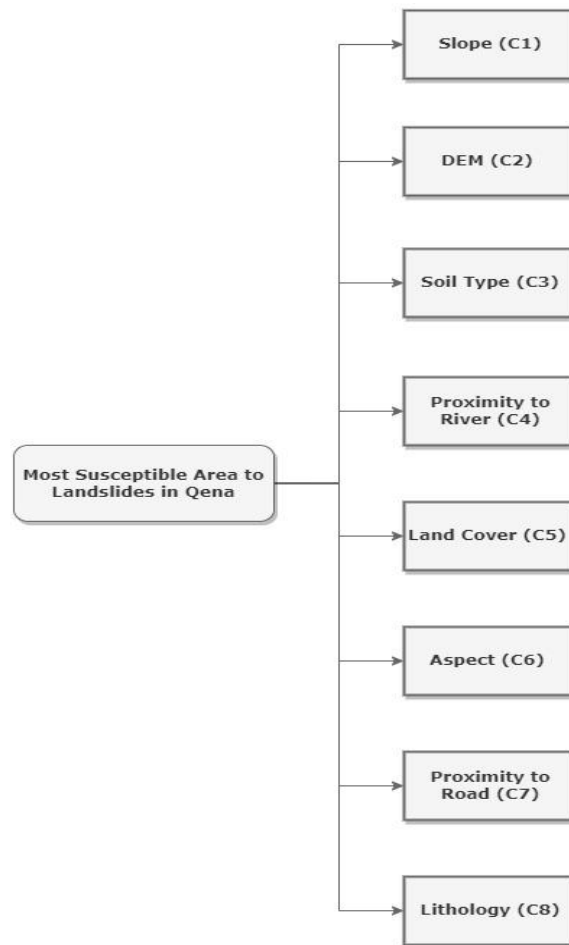 Slope (C1)
DEM (C2)
Soil Type (C3)
Proximity to
River (C4)
Most Susceptible Area to
Landslides in Qena
Land Cover (C5)
Aspect (C6)
Proximity to
Road (C7)
Lithology (C8)